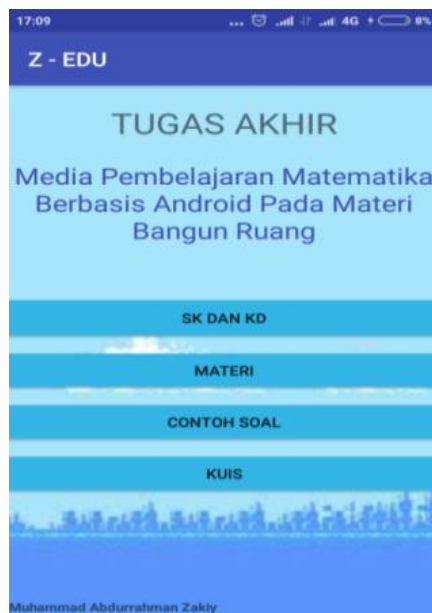 17:09 ... 4G 8%
Z - EDU
TUGAS AKHIR
Media Pembelajaran Matematika
Berbasis Android Pada Materi
Bangun Ruang
SK DAN KD
MATERI
CONTOH SOAL
KUIS
Muhammad Abdurrahman Zakiy